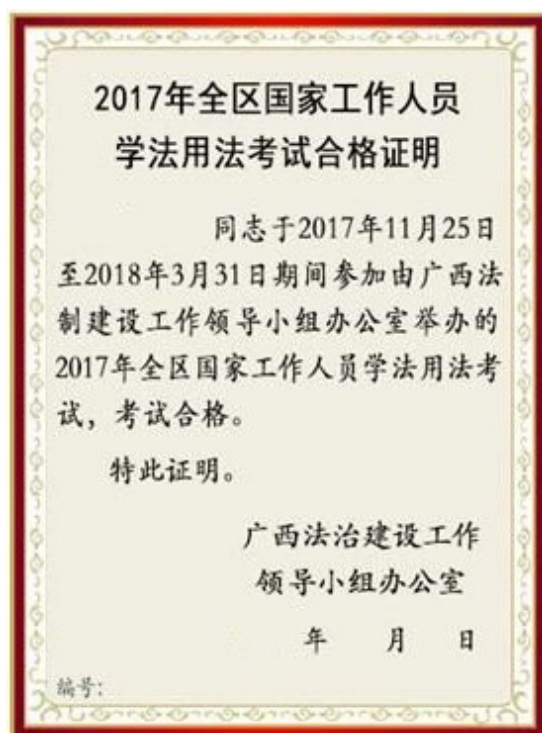 2017年全区国家工作人员
学法用法考试合格证明
同志于2017年11月25日
至2018年3月31日期间参加由广西法
制建设工作领导小组办公室举办的
2017年全区国家工作人员学法用法考
试，考试合格。
特此证明。
广西法治建设工作
领导小组办公室
年 月 日
编号：